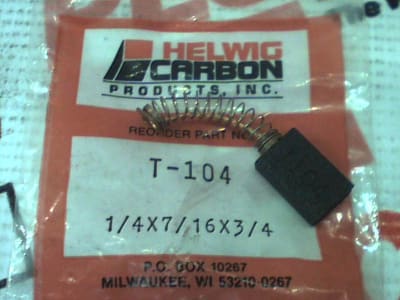 HELWIG
CARBON
PRODUCTS, INC.
REORDER PART NO
T-104
1/4X7/16X3/4
P.O. BOX 10267
MILWAUKEE, WI 53210-0267